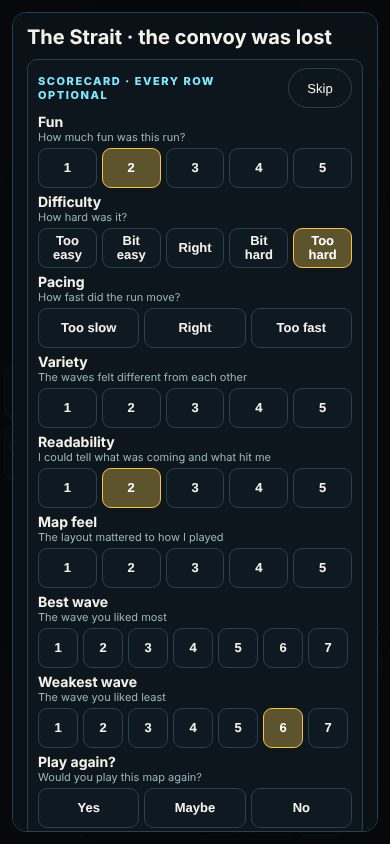 The Strait · the convoy was lost
SCORECARD · EVERY ROW
OPTIONAL
Skip
Fun
How much fun was this run?
1 2 3 4 5
Difficulty
How hard was it?
Too easy Bit easy Right Bit hard Too hard
Pacing
How fast did the run move?
Too slow Right Too fast
Variety
The waves felt different from each other
1 2 3 4 5
Readability
I could tell what was coming and what hit me
1 2 3 4 5
Map feel
The layout mattered to how I played
1 2 3 4 5
Best wave
The wave you liked most
1 2 3 4 5 6 7
Weakest wave
The wave you liked least
1 2 3 4 5 6 7
Play again?
Would you play this map again?
Yes Maybe No